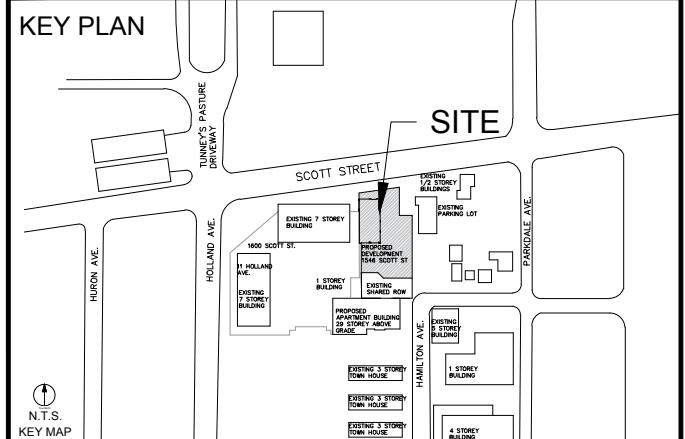 KEY PLAN
SITE
TUNNEY'S PASTURE
DRIVEWAY
SCOTT STREET
EXISTING
1/2 STOREY
BUILDINGS
EXISTING
PARKING LOT
EXISTING 7 STOREY
BUILDING
1600 SCOTT ST.
PROPOSED
DEVELOPMENT
1546 SCOTT ST
HURON AVE.
HOLLAND AVE.
PARKDALE AVE.
11 HOLLAND
AVE.
EXISTING
7 STOREY
BUILDING
1 STOREY
BUILDING
EXISTING
SHARED ROW
PROPOSED
APARTMENT BUILDING
29 STOREY ABOVE
GRADE
HAMILTON AVE.
EXISTING
5 STOREY
BUILDING
1 STOREY
BUILDING
EXISTING 3 STOREY
TOWN HOUSE
EXISTING 3 STOREY
TOWN HOUSE
EXISTING 3 STOREY
TOWN HOUSE
4 STOREY
BUILDING
N.T.S.
KEY MAP